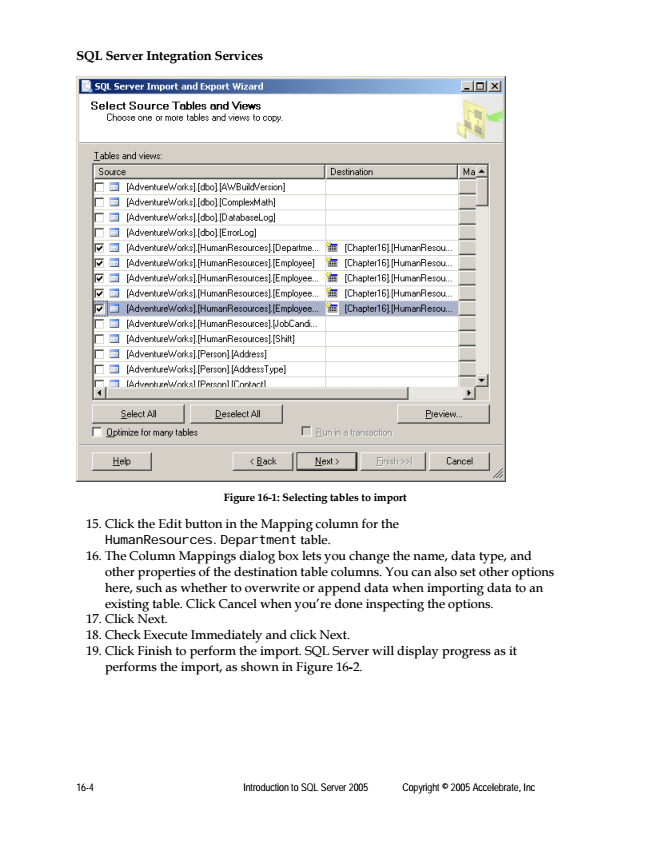 SQL Server Integration Services
SQL Server Import and Export Wizard
Select Source Tables and Views
Choose one or more tables and views to copy.
Tables and views:
Source Destination Ma
[AdventureWorks].[dbo].[AWBuildVersion]
[AdventureWorks].[dbo].[ComplexMath]
[AdventureWorks].[dbo].[DatabaseLog]
[AdventureWorks].[dbo].[ErrorLog]
[AdventureWorks].[HumanResources].[Departme... [Chapter16].[HumanResou...
[AdventureWorks].[HumanResources].[Employee] [Chapter16].[HumanResou...
[AdventureWorks].[HumanResources].[Employee... [Chapter16].[HumanResou...
[AdventureWorks].[HumanResources].[Employee... [Chapter16].[HumanResou...
[AdventureWorks].[HumanResources].[Employee... [Chapter16].[HumanResou...
[AdventureWorks].[HumanResources].[JobCandi...
[AdventureWorks].[HumanResources].[Shift]
[AdventureWorks].[Person].[Address]
[AdventureWorks].[Person].[AddressType]
[AdventureWorks].[Person].[Contact]
Select All Deselect All Preview...
Optimize for many tables Run in a transaction
Help < Back Next > Finish >>| Cancel
Figure 16-1: Selecting tables to import
15. Click the Edit button in the Mapping column for the
HumanResources.Department table.
16. The Column Mappings dialog box lets you change the name, data type, and
other properties of the destination table columns. You can also set other options
here, such as whether to overwrite or append data when importing data to an
existing table. Click Cancel when you're done inspecting the options.
17. Click Next.
18. Check Execute Immediately and click Next.
19. Click Finish to perform the import. SQL Server will display progress as it
performs the import, as shown in Figure 16-2.
16-4 Introduction to SQL Server 2005 Copyright © 2005 Accelebrate, Inc